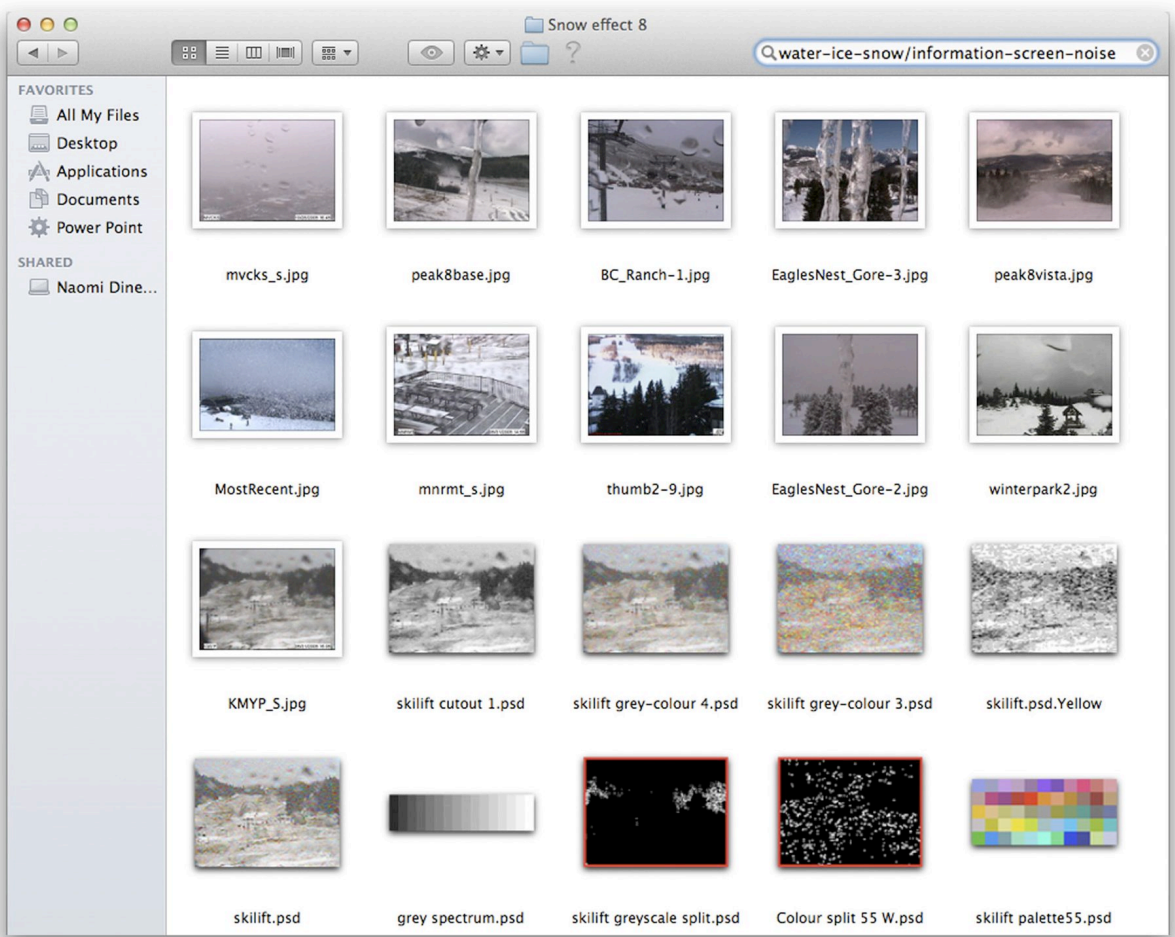 Snow effect 8
water-ice-snow/information-screen-noise
FAVORITES
All My Files
Desktop
Applications
Documents
Power Point
SHARED
Naomi Dine...
mvcks_s.jpg
peak8base.jpg
BC_Ranch-1.jpg
EaglesNest_Gore-3.jpg
peak8vista.jpg
MostRecent.jpg
mnrmt_s.jpg
thumb2-9.jpg
EaglesNest_Gore-2.jpg
winterpark2.jpg
KMYP_S.jpg
skilift cutout 1.psd
skilift grey-colour 4.psd
skilift grey-colour 3.psd
skilift.psd.Yellow
skilift.psd
grey spectrum.psd
skilift greyscale split.psd
Colour split 55 W.psd
skilift palette55.psd